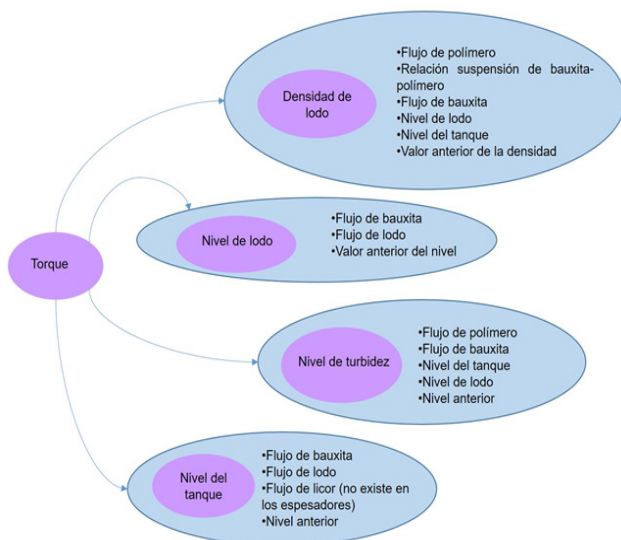 Torque
Densidad de
lodo
•Flujo de polímero
•Relación suspensión de bauxita-
polímero
•Flujo de bauxita
•Nivel de lodo
•Nivel del tanque
•Valor anterior de la densidad
Nivel de lodo
•Flujo de bauxita
•Flujo de lodo
•Valor anterior del nivel
Nivel de turbidez
•Flujo de polímero
•Flujo de bauxita
•Nivel del tanque
•Nivel de lodo
•Nivel anterior
Nivel del
tanque
•Flujo de bauxita
•Flujo de lodo
•Flujo de licor (no existe en
los espesadores)
•Nivel anterior